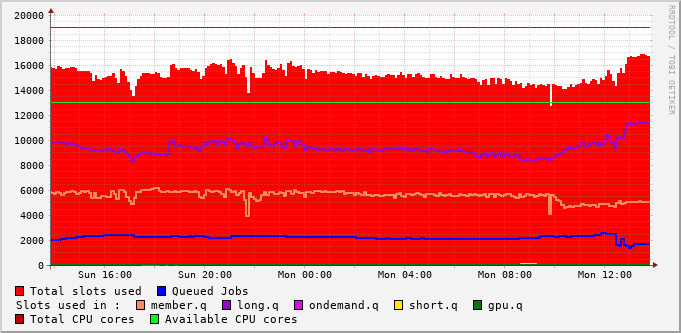 20000
18000
16000
14000
12000
10000
8000
6000
4000
2000
0
Sun 16:00 Sun 20:00 Mon 00:00 Mon 04:00 Mon 08:00 Mon 12:00
RRDTOOL / TOBI OETIKER
Total slots used Queued Jobs
Slots used in : member.q long.q ondemand.q short.q gpu.q
Total CPU cores Available CPU cores